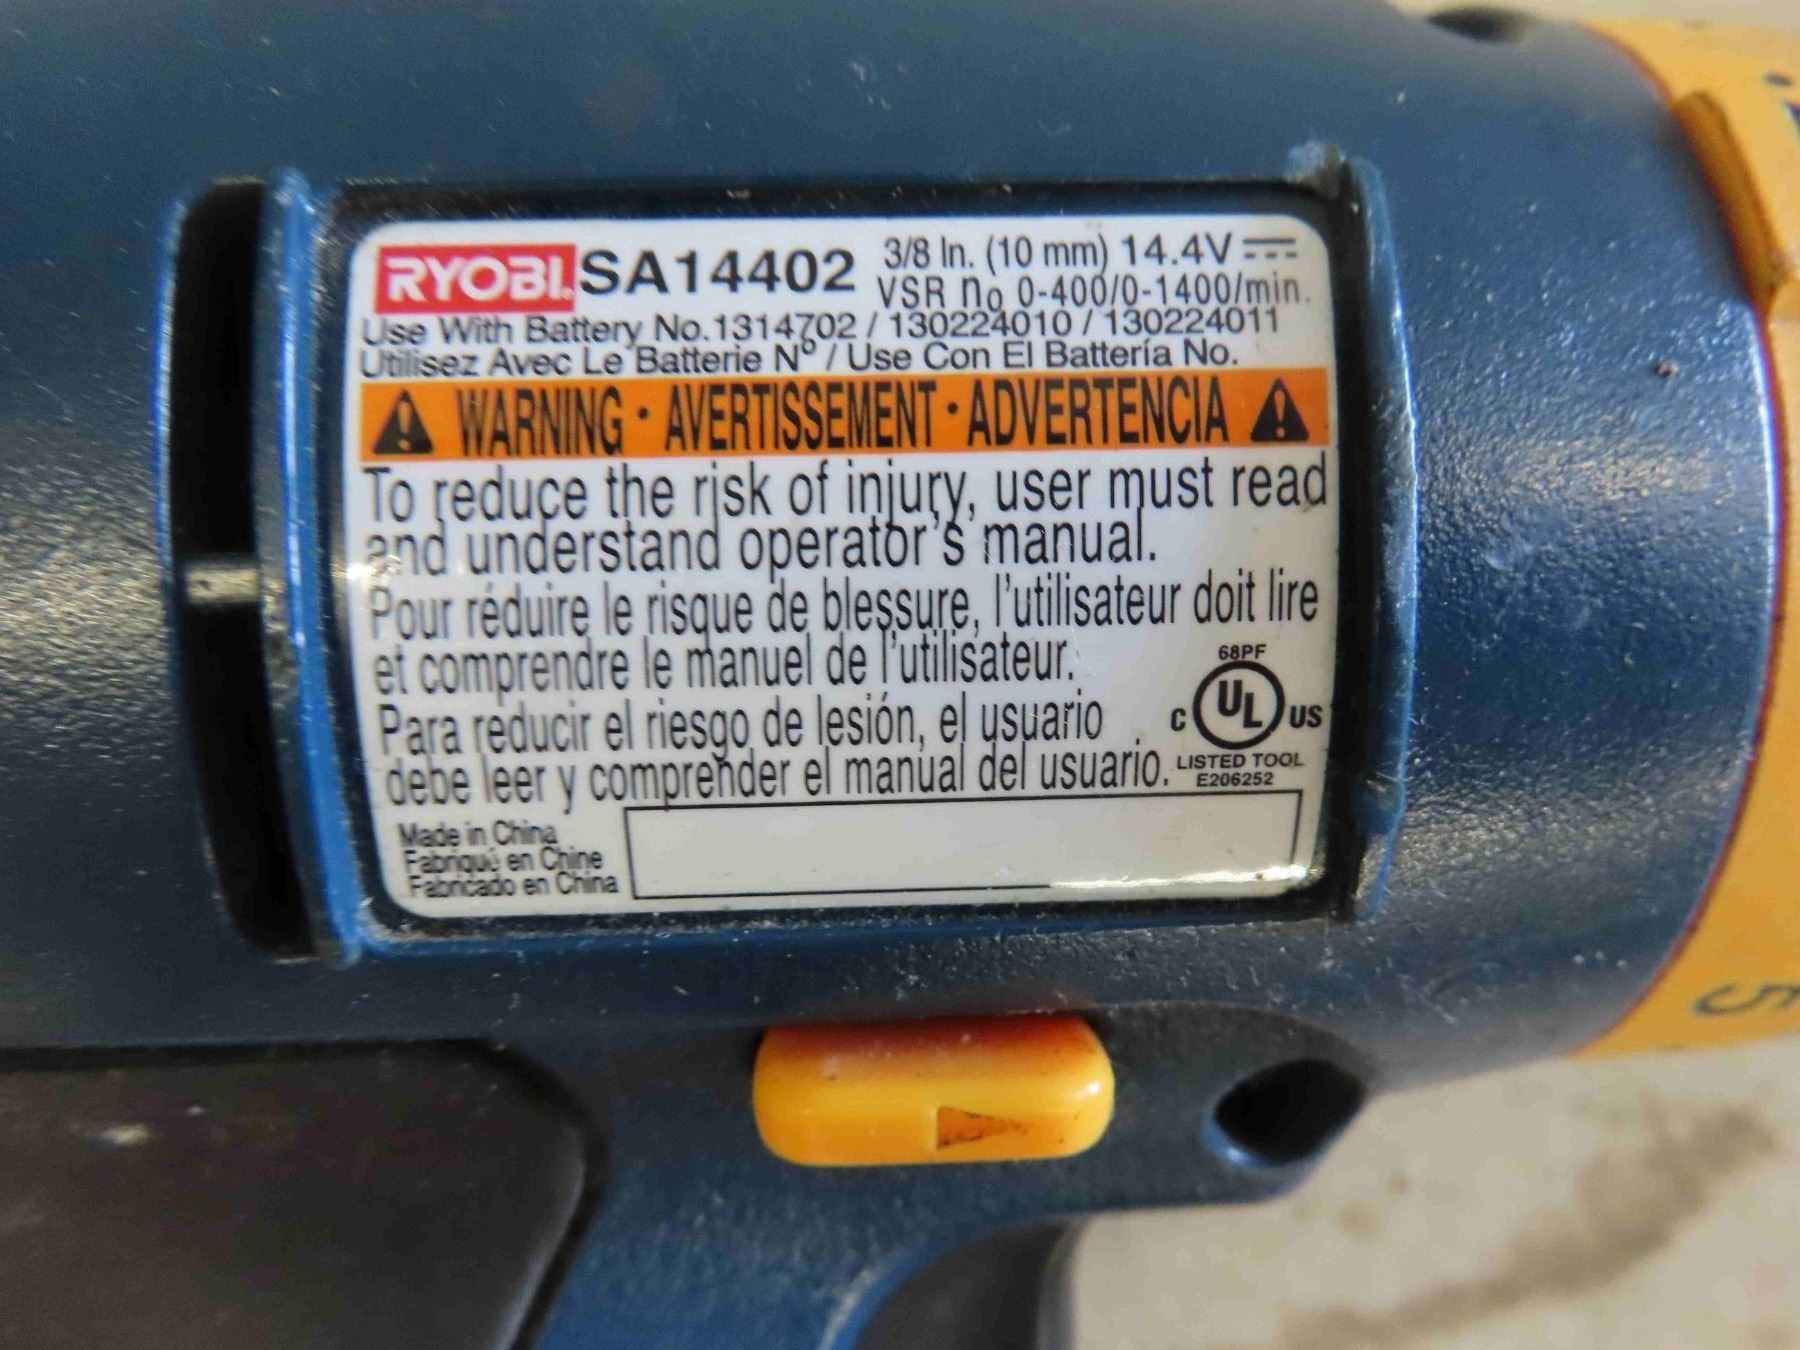 RYOBI SA14402 3/8 In. (10 mm) 14.4V
VSR no 0-400/0-1400/min.
Use With Battery No.1314702 / 130224010 / 130224011
Utilisez Avec Le Batterie Nº / Use Con El Batería No.
WARNING · AVERTISSEMENT · ADVERTENCIA
To reduce the risk of injury, user must read
and understand operator's manual.
Pour réduire le risque de blessure, l'utilisateur doit lire
et comprendre le manuel de l'utilisateur.
Para reducir el riesgo de lesión, el usuario
debe leer y comprender el manual del usuario.
68PF
C UL US
LISTED TOOL
E206252
Made in China
Fabriqué en Chine
Fabricado en China
5